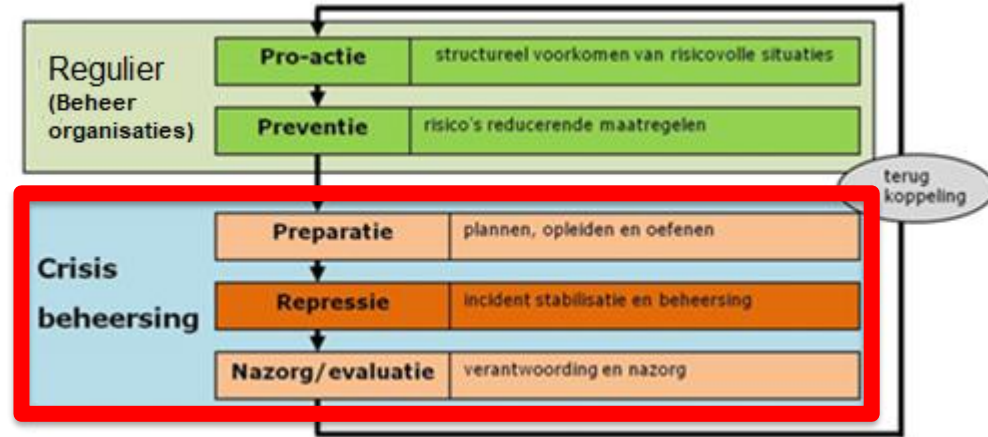 Regulier
(Beheer
organisaties)
Pro-actie
structureel voorkomen van risicovolle situaties
Preventie
risico's reducerende maatregelen
terug
koppeling
Crisis
beheersing
Preparatie
plannen, opleiden en oefenen
Repressie
incident stabilisatie en beheersing
Nazorg/evaluatie
verantwoording en nazorg